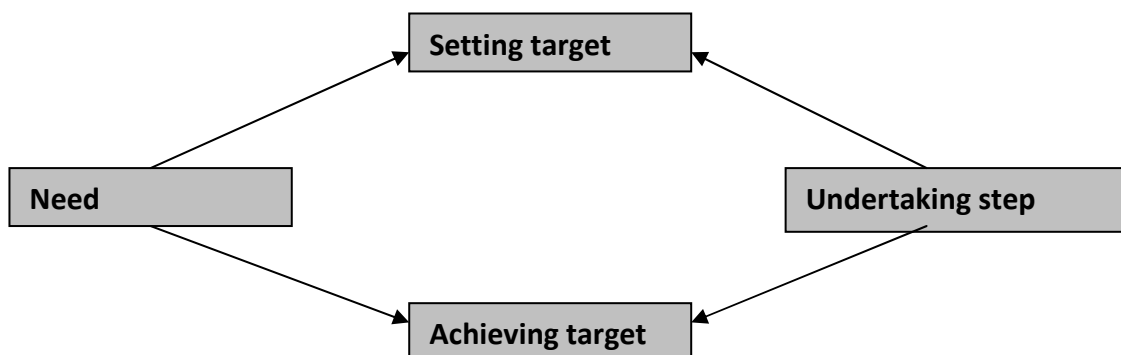 Setting target
Need
Undertaking step
Achieving target